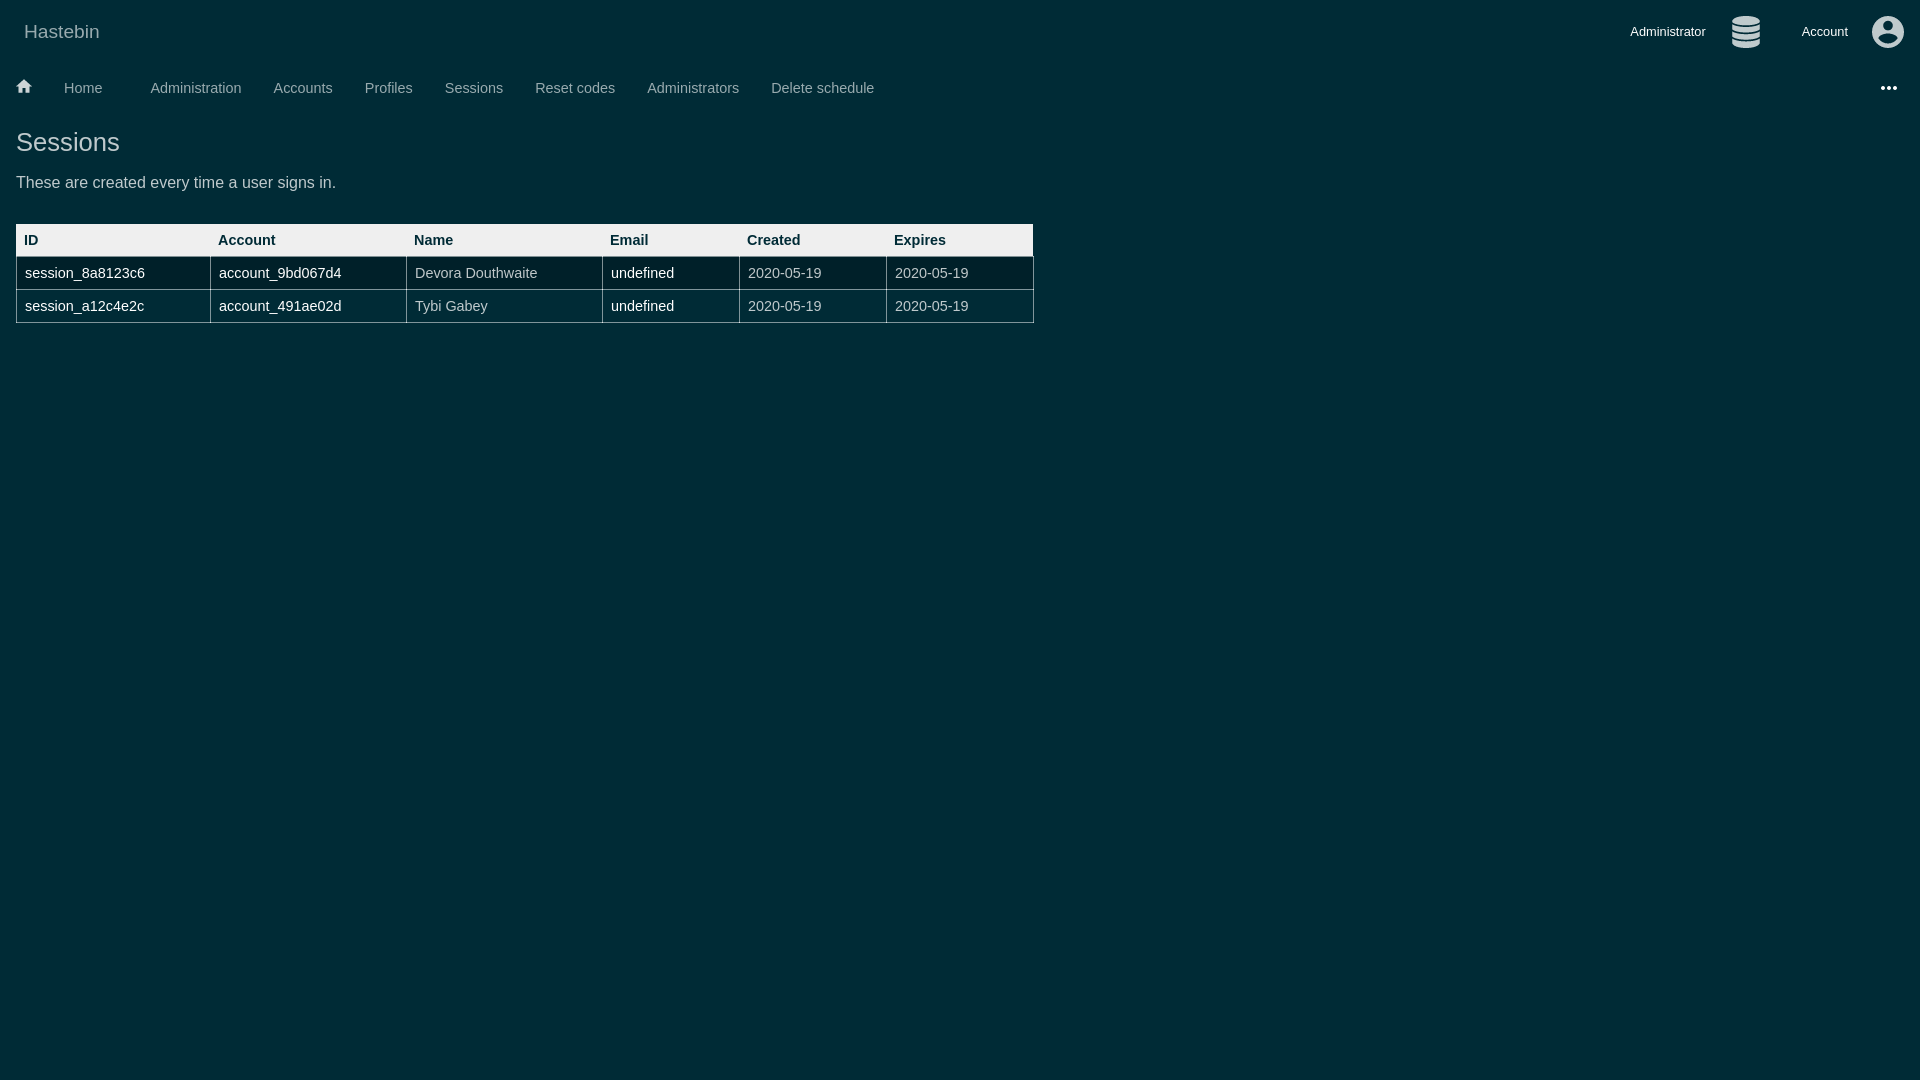 Hastebin
Administrator
Account
Home
Administration
Accounts
Profiles
Sessions
Reset codes
Administrators
Delete schedule
Sessions
These are created every time a user signs in.
ID Account Name Email Created Expires
session_8a8123c6 account_9bd067d4 Devora Douthwaite undefined 2020-05-19 2020-05-19
session_a12c4e2c account_491ae02d Tybi Gabey undefined 2020-05-19 2020-05-19